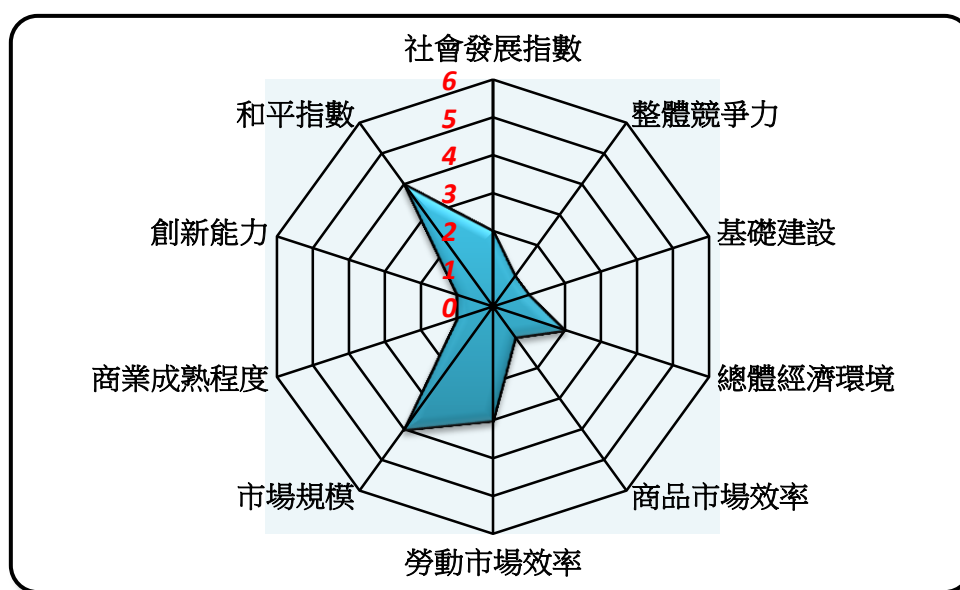 社會發展指數
6
整體競爭力
和平指數
5
4
3
基礎建設
創新能力
2
1
0
總體經濟環境
商業成熟程度
商品市場效率
市場規模
勞動市場效率